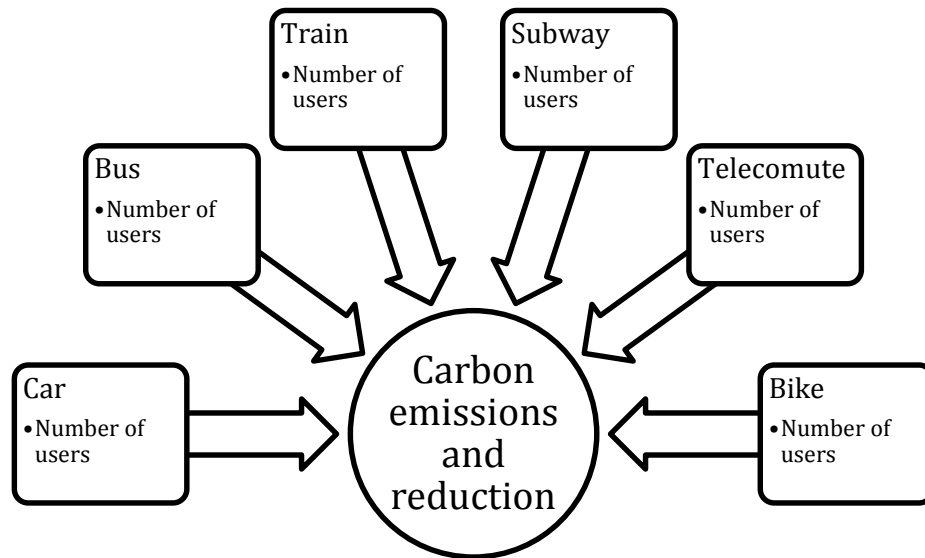 Train
•Number of
users
Subway
•Number of
users
Bus
•Number of
users
Telecomute
•Number of
users
Car
•Number of
users
Carbon
emissions
and
reduction
Bike
•Number of
users